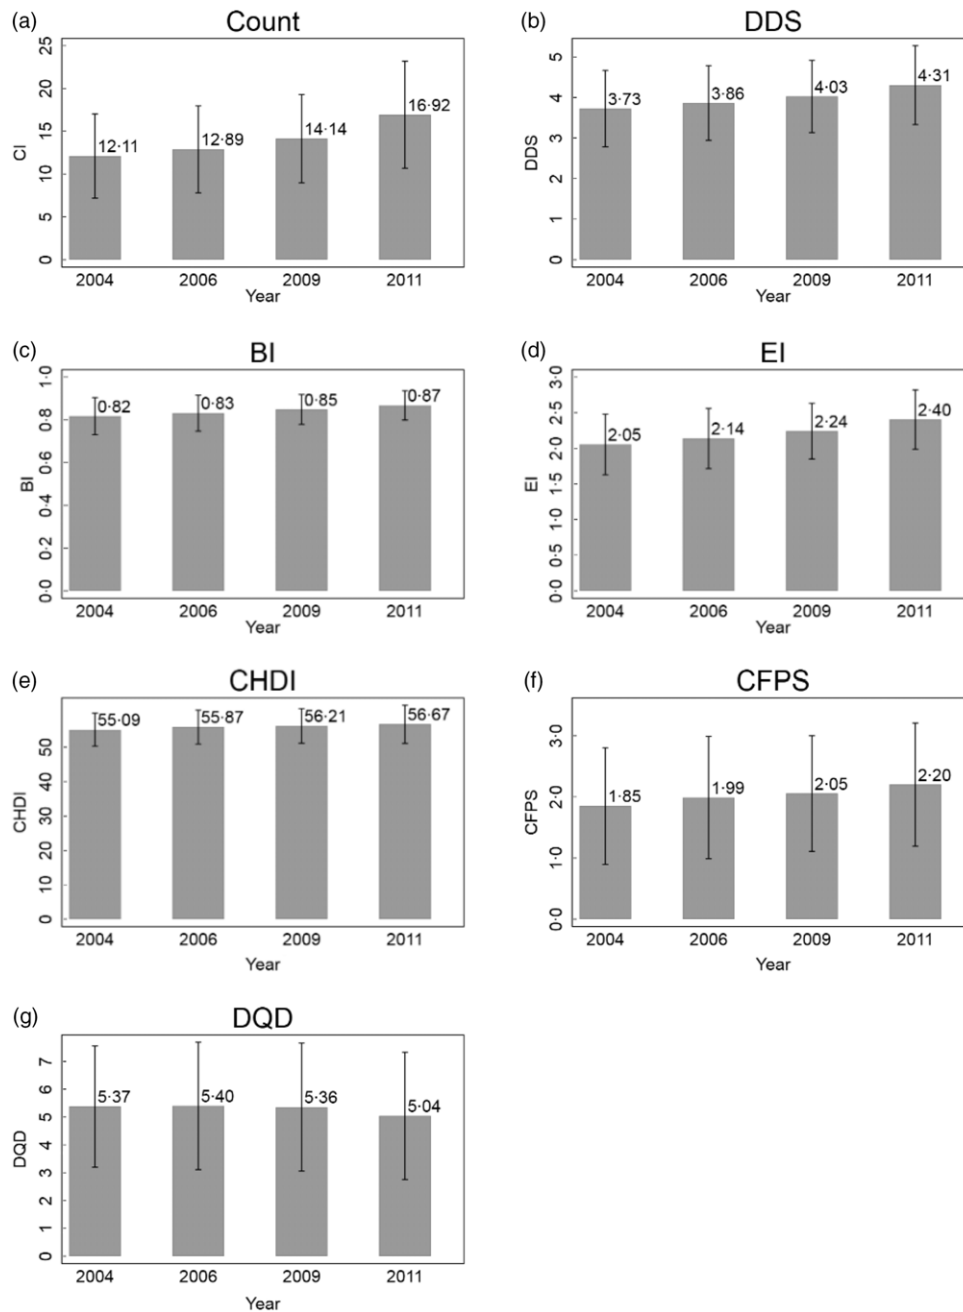 (a) Count
25
20
15
10
5
0
CI
12·11 12·89 14·14 16·92
2004 2006 2009 2011
Year
(b) DDS
5
4
3
2
1
0
DDS
3·73 3·86 4·03 4·31
2004 2006 2009 2011
Year
(c) BI
1·0
0·8
0·6
0·4
0·2
0·0
BI
0·82 0·83 0·85 0·87
2004 2006 2009 2011
Year
(d) EI
3·0
2·5
2·0
1·5
1·0
0·5
0·0
EI
2·05 2·14 2·24 2·40
2004 2006 2009 2011
Year
(e) CHDI
50
40
30
20
10
0
CHDI
55·09 55·87 56·21 56·67
2004 2006 2009 2011
Year
(f) CFPS
3·0
2·0
1·0
0·0
CFPS
1·85 1·99 2·05 2·20
2004 2006 2009 2011
Year
(g) DQD
7
6
5
4
3
2
1
0
DQD
5·37 5·40 5·36 5·04
2004 2006 2009 2011
Year